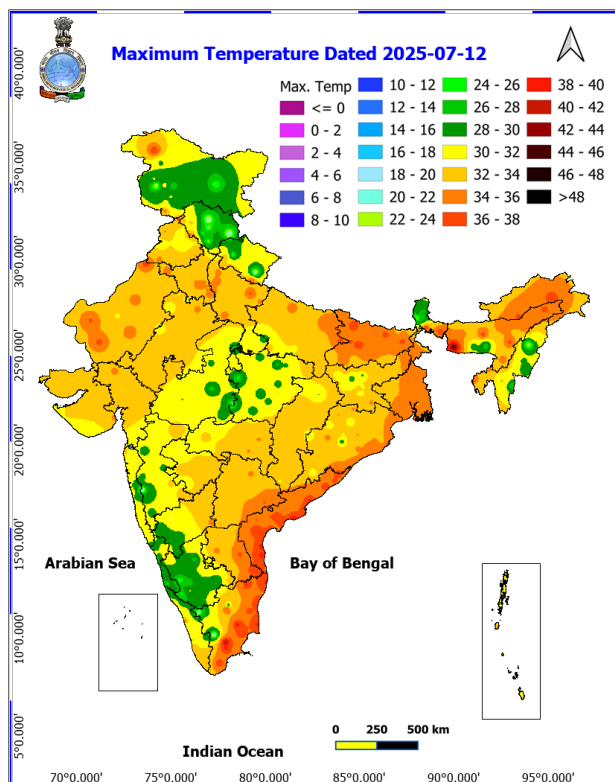 Maximum Temperature Dated 2025-07-12
Max. Temp
<= 0
0 - 2
2 - 4
4 - 6
6 - 8
8 - 10
10 - 12
12 - 14
14 - 16
16 - 18
18 - 20
20 - 22
22 - 24
24 - 26
26 - 28
28 - 30
30 - 32
32 - 34
34 - 36
36 - 38
38 - 40
40 - 42
42 - 44
44 - 46
46 - 48
>48
40°0.000'
35°0.000'
30°0.000'
25°0.000'
20°0.000'
15°0.000'
10°0.000'
5°0.000'
Arabian Sea
Bay of Bengal
Indian Ocean
0 250 500 km
70°0.000' 75°0.000' 80°0.000' 85°0.000' 90°0.000' 95°0.000'